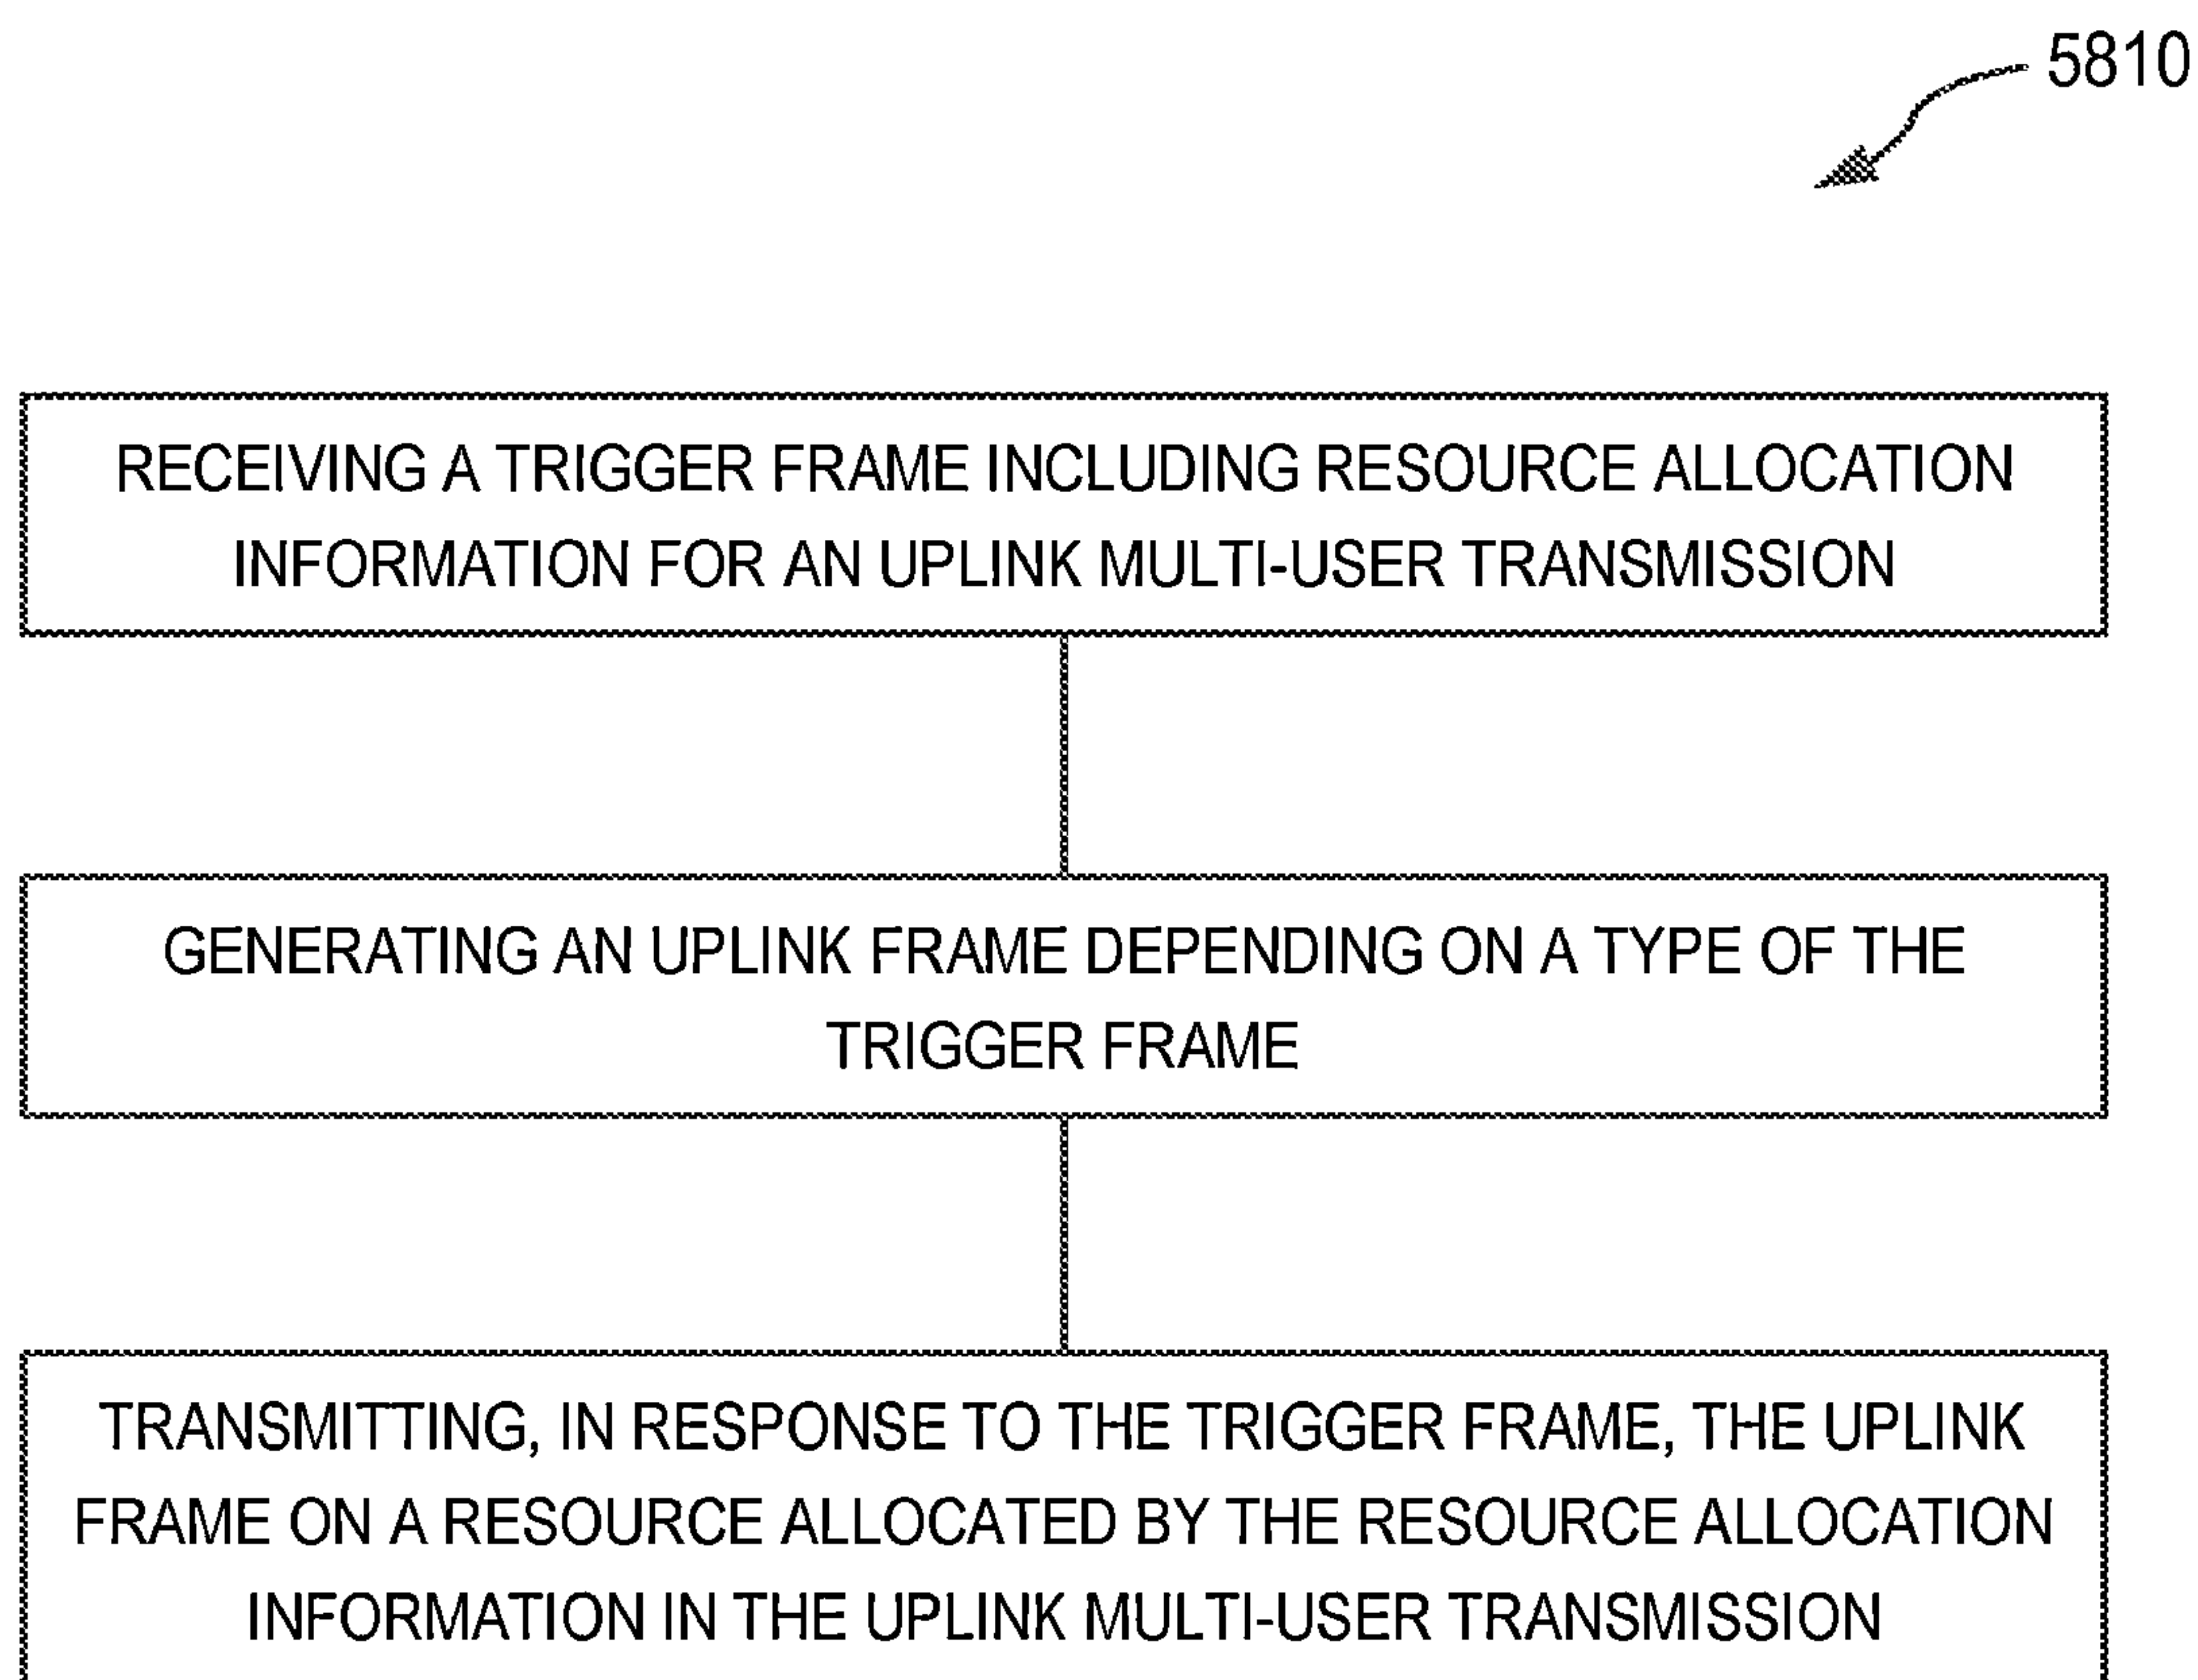 5810
RECEIVING A TRIGGER FRAME INCLUDING RESOURCE ALLOCATION
INFORMATION FOR AN UPLINK MULTI-USER TRANSMISSION
GENERATING AN UPLINK FRAME DEPENDING ON A TYPE OF THE
TRIGGER FRAME
TRANSMITTING, IN RESPONSE TO THE TRIGGER FRAME, THE UPLINK
FRAME ON A RESOURCE ALLOCATED BY THE RESOURCE ALLOCATION
INFORMATION IN THE UPLINK MULTI-USER TRANSMISSION